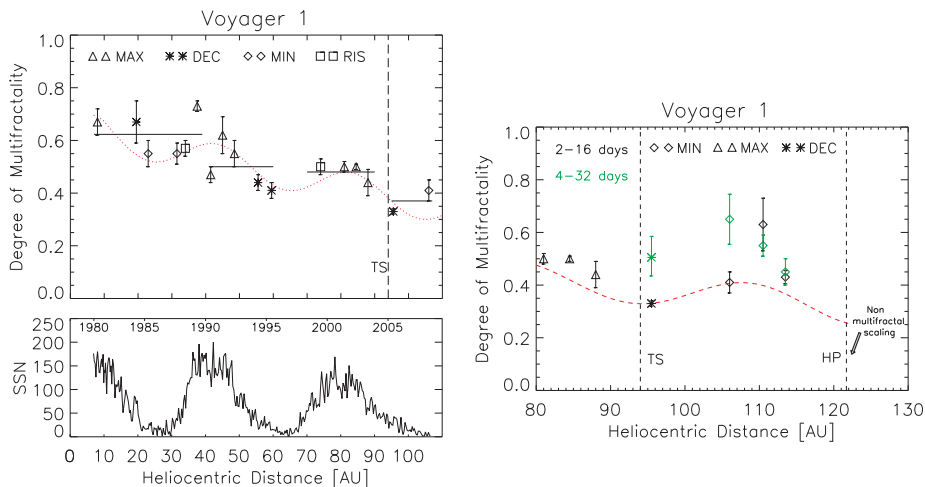 Voyager 1
Degree of Multifractality
1.0
0.8
0.6
0.4
0.2
0.0
MAX DEC MIN RIS
TS
1980 1985 1990 1995 2000 2005
SSN
250
200
150
100
50
0
0 10 20 30 40 50 60 70 80 90 100
Heliocentric Distance [AU]
Voyager 1
Degree of Multifractality
1.0
0.8
0.6
0.4
0.2
0.0
2-16 days MIN MAX DEC
4-32 days
TS
HP
Non
multifractal
scaling
80 90 100 110 120 130
Heliocentric Distance [AU]